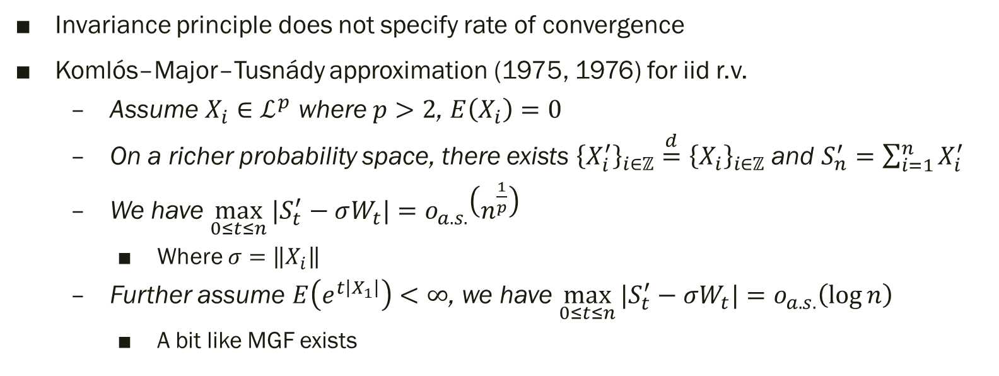 ■ Invariance principle does not specify rate of convergence
■ Komlós–Major–Tusnády approximation (1975, 1976) for iid r.v.
– Assume $X_i \in \mathcal{L}^p$ where $p > 2$, $E(X_i) = 0$
– On a richer probability space, there exists $\{X_i'\}_{i\in\mathbb{Z}} \overset{d}{=} \{X_i\}_{i\in\mathbb{Z}}$ and $S_n' = \sum_{i=1}^{n} X_i'$
– We have $\max_{0\le t\le n} |S_t' - \sigma W_t| = o_{a.s.}\left(n^{\frac{1}{p}}\right)$
■ Where $\sigma = \|X_i\|$
– Further assume $E\left(e^{t|X_1|}\right) < \infty$, we have $\max_{0\le t\le n} |S_t' - \sigma W_t| = o_{a.s.}(\log n)$
■ A bit like MGF exists